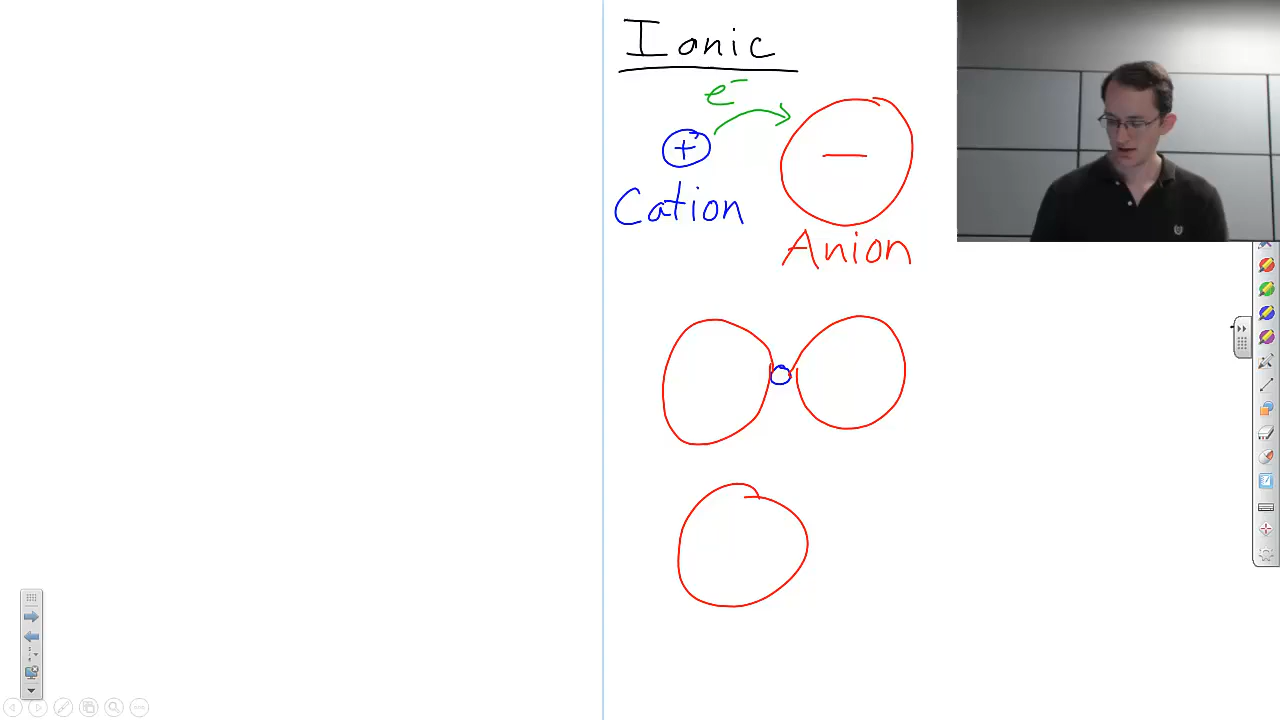 Ionic
e⁻
+
−
Cation
Anion